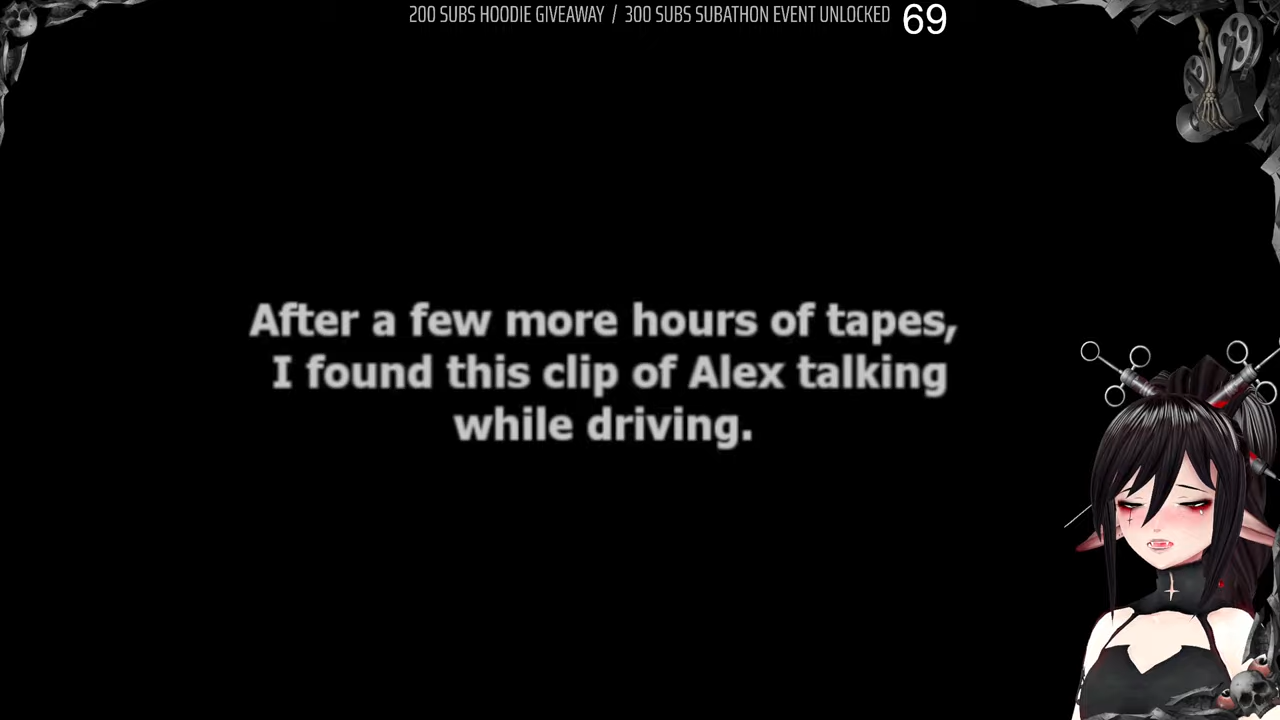 200 SUBS HOODIE GIVEAWAY / 300 SUBS SUBATHON EVENT UNLOCKED 69
After a few more hours of tapes,
I found this clip of Alex talking
while driving.